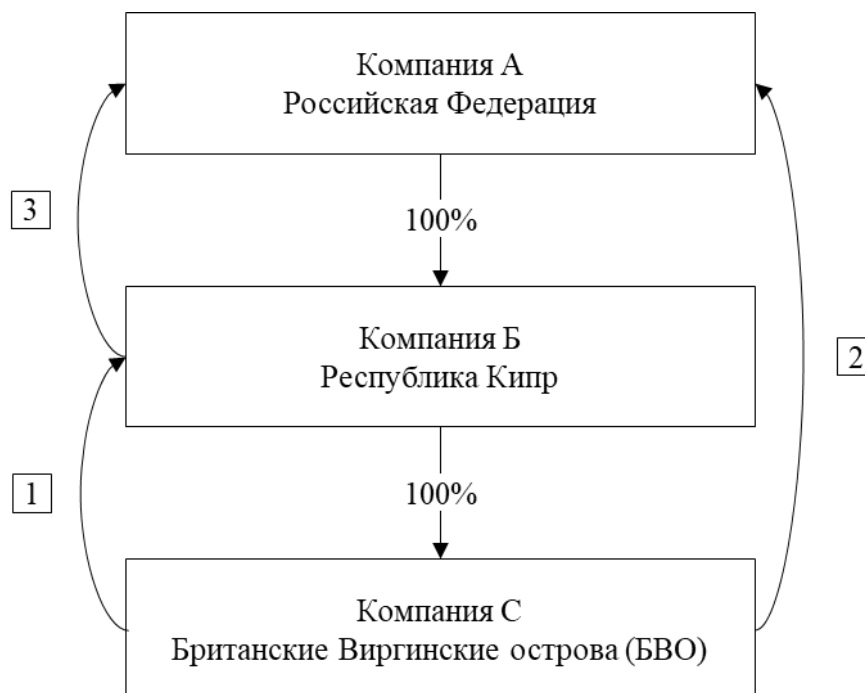 Компания А
Российская Федерация
3
100%
Компания Б
Республика Кипр
2
1
100%
Компания С
Британские Виргинские острова (БВО)